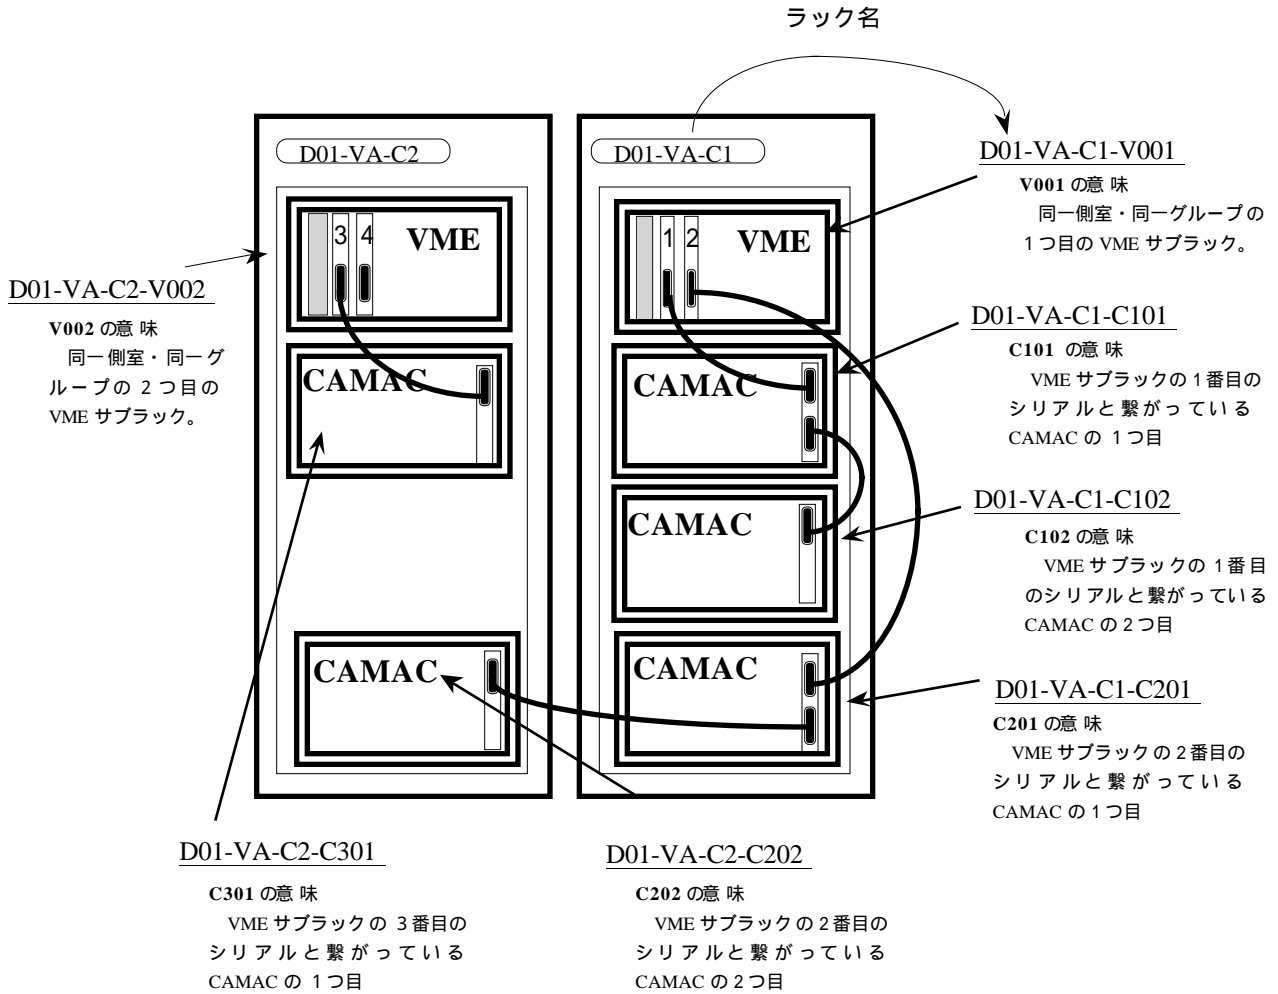 ラック名
D01-VA-C2
D01-VA-C1
D01-VA-C1-V001
V001 の意味
同一側室・同一グループの
1つ目の VME サブラック。
3 4 VME
1 2 VME
D01-VA-C2-V002
V002 の意味
同一側室・同一グ
ループの 2 つ目の
VME サブラック。
CAMAC
CAMAC
D01-VA-C1-C101
C101 の意味
VME サブラックの 1番目の
シリアルと繋がっている
CAMAC の 1つ目
CAMAC
D01-VA-C1-C102
C102 の意味
VME サブラックの 1番目
のシリアルと繋がっている
CAMAC の 2つ目
CAMAC
CAMAC
D01-VA-C1-C201
C201 の意味
VME サブラックの 2番目の
シリアルと繋がっている
CAMAC の 1つ目
D01-VA-C2-C301
C301 の意味
VME サブラックの 3番目の
シリアルと繋がっている
CAMAC の 1つ目
D01-VA-C2-C202
C202 の意味
VME サブラックの 2番目の
シリアルと繋がっている
CAMAC の 2つ目